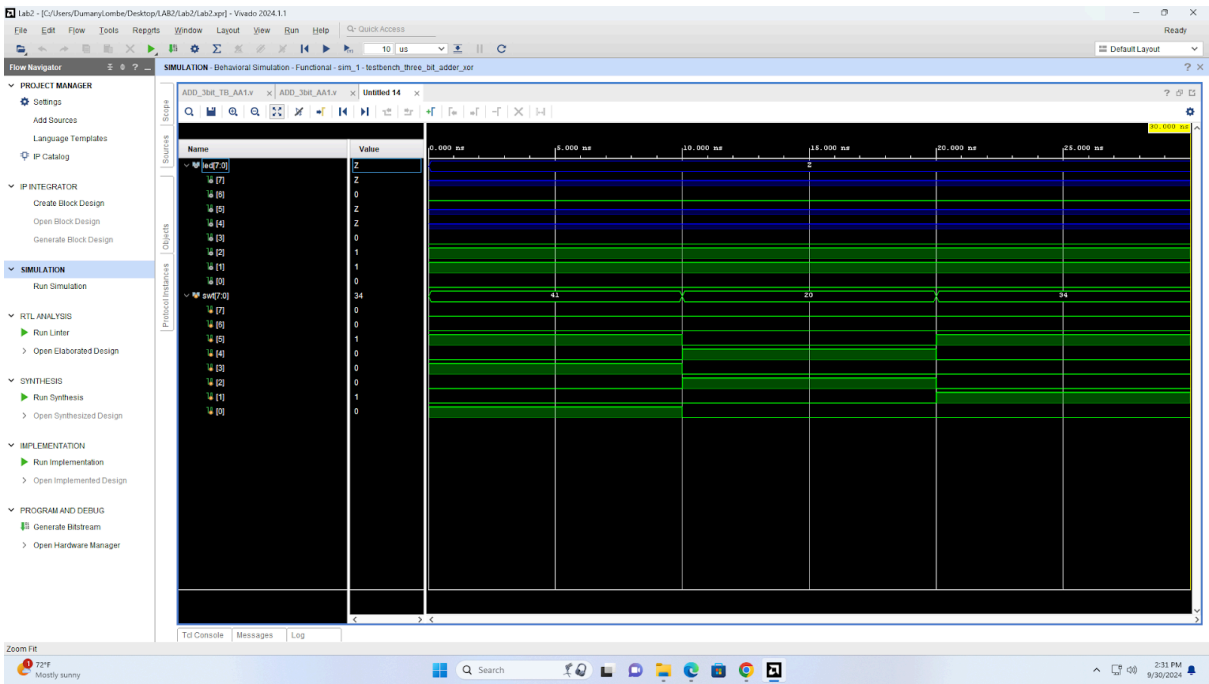 Lab2 - [C:/Users/DumanyLombe/Desktop/LAB2/Lab2/Lab2.xpr] - Vivado 2024.1.1
File Edit Flow Tools Reports Window Layout View Run Help Q- Quick Access
Ready
10 us
Default Layout
Flow Navigator
SIMULATION - Behavioral Simulation - Functional - sim_1 - testbench_three_bit_adder_xor
PROJECT MANAGER
Settings
Add Sources
Language Templates
IP Catalog
IP INTEGRATOR
Create Block Design
Open Block Design
Generate Block Design
SIMULATION
Run Simulation
RTL ANALYSIS
Run Linter
Open Elaborated Design
SYNTHESIS
Run Synthesis
Open Synthesized Design
IMPLEMENTATION
Run Implementation
Open Implemented Design
PROGRAM AND DEBUG
Generate Bitstream
Open Hardware Manager
Scope
Sources
Objects
Protocol Instances
ADD_3bit_TB_AA1.v ADD_3bit_AA1.v Untitled 14
30.000 ns
Name Value 0.000 ns 5.000 ns 10.000 ns 15.000 ns 20.000 ns 25.000 ns
led[7:0] Z Z
[7] Z
[6] 0
[5] Z
[4] Z
[3] 0
[2] 1
[1] 1
[0] 0
swt[7:0] 34 41 20 34
[7] 0
[6] 0
[5] 1
[4] 0
[3] 0
[2] 0
[1] 1
[0] 0
Tcl Console Messages Log
Zoom Fit
1
72°F
Mostly sunny
Search
2:31 PM
9/30/2024